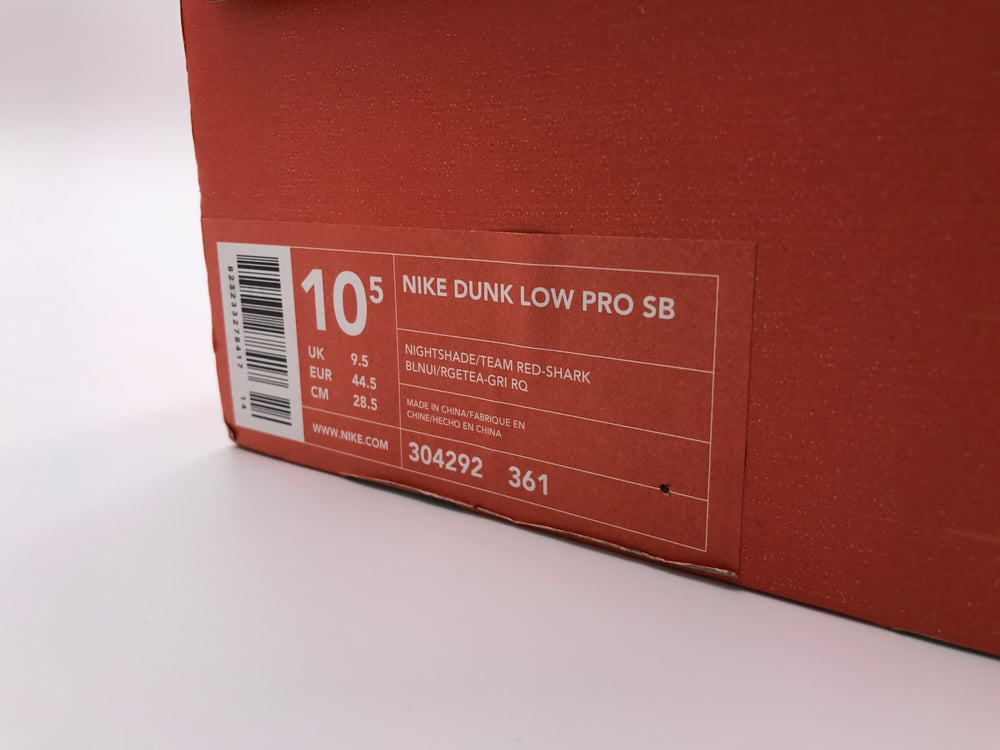 823233278417 14
10 5
UK 9.5
EUR 44.5
CM 28.5
WWW.NIKE.COM
NIKE DUNK LOW PRO SB
NIGHTSHADE/TEAM RED-SHARK
BLNUI/RGETEA-GRI RQ
MADE IN CHINA/FABRIQUE EN
CHINE/HECHO EN CHINA
304292 361